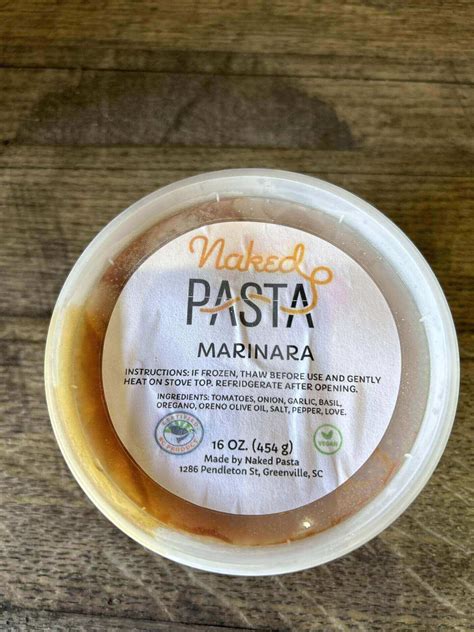 Naked
PASTA
MARINARA
INSTRUCTIONS: IF FROZEN, THAW BEFORE USE AND GENTLY
HEAT ON STOVE TOP. REFRIDGERATE AFTER OPENING.
INGREDIENTS: TOMATOES, ONION, GARLIC, BASIL,
OREGANO, ORENO OLIVE OIL, SALT, PEPPER, LOVE.
VEGAN
16 OZ. (454 g)
Made by Naked Pasta
1286 Pendleton St, Greenville, SC